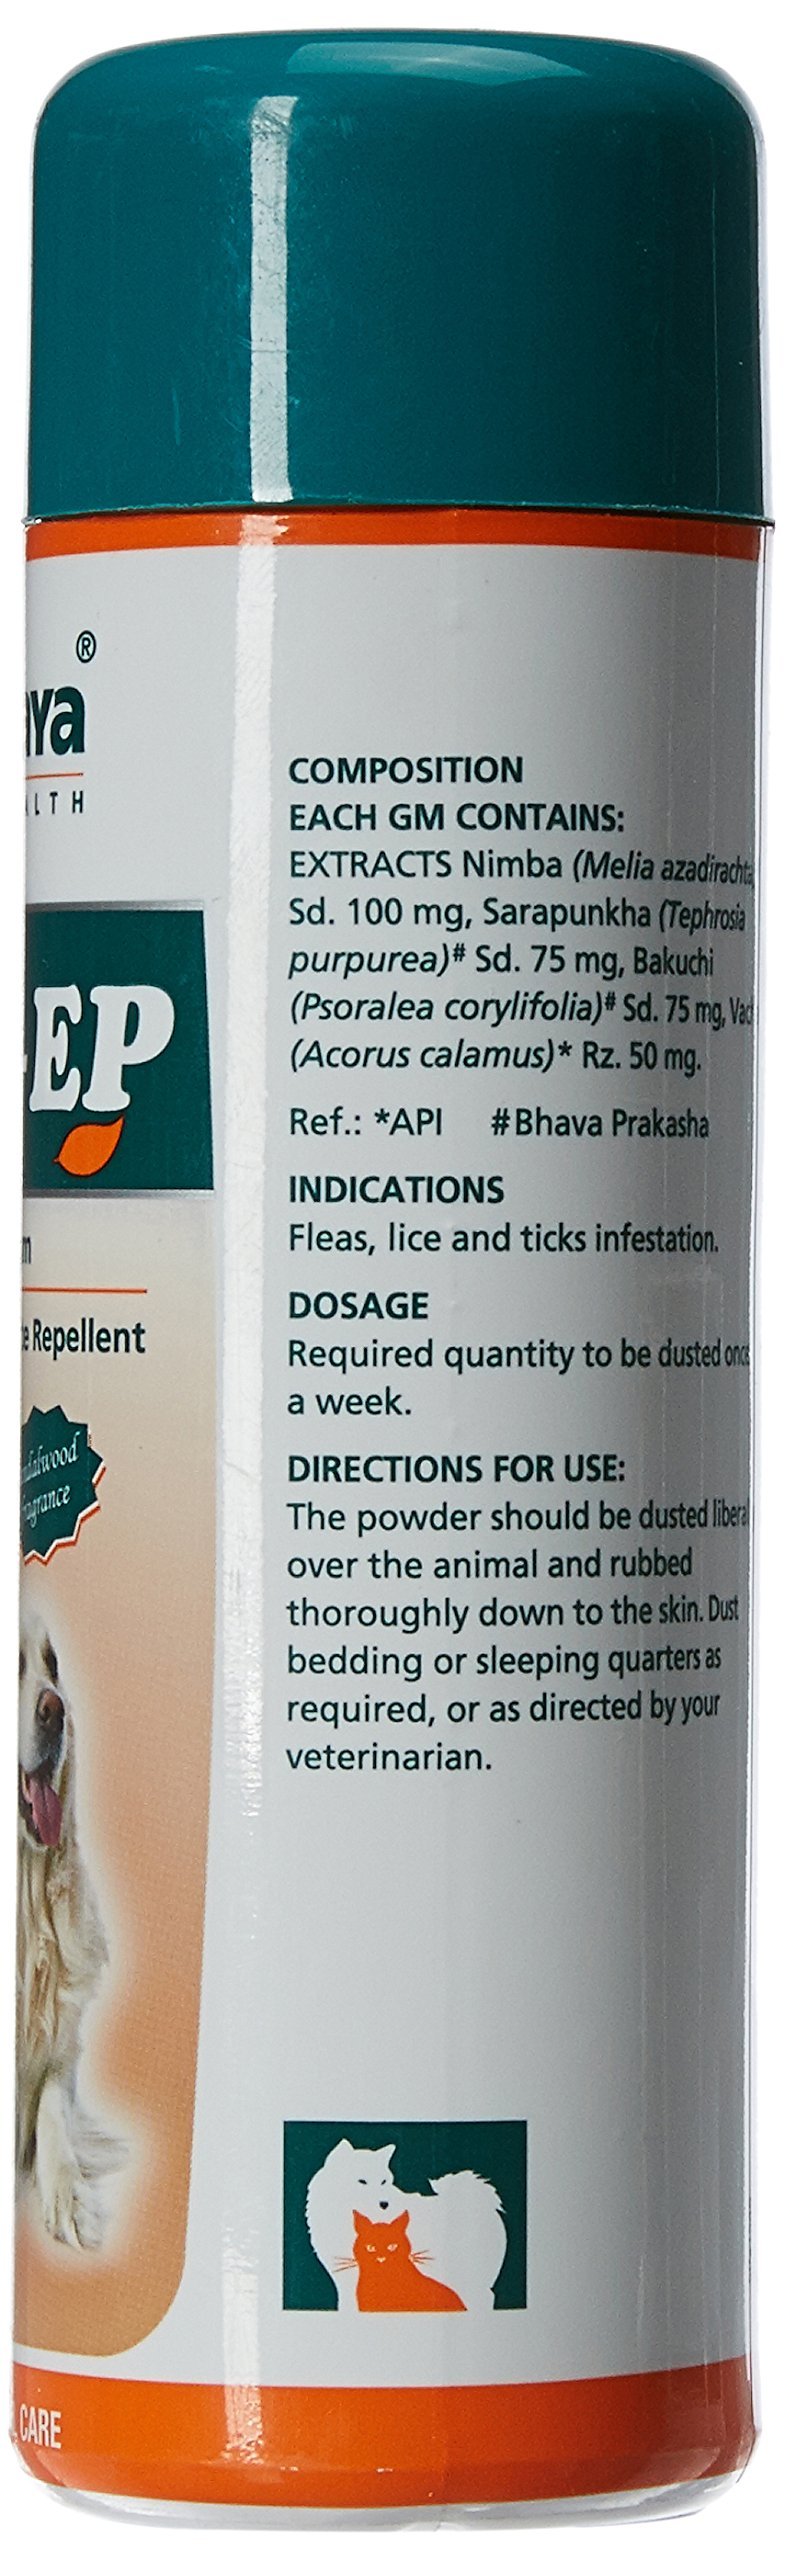 ®
aya
ALTH
EP
Repellent
CARE
COMPOSITION
EACH GM CONTAINS:
EXTRACTS Nimba (Melia azadirachta
Sd. 100 mg, Sarapunkha (Tephrosia
purpurea)# Sd. 75 mg, Bakuchi
(Psoralea corylifolia)# Sd. 75 mg,
(Acorus calamus)* Rz. 50 mg.
Ref.: *API #Bhava Prakasha
INDICATIONS
Fleas, lice and ticks infestation.
DOSAGE
Required quantity to be dusted once
a week.
DIRECTIONS FOR USE:
The powder should be dusted
over the animal and rubbed
thoroughly down to the skin. Dust
bedding or sleeping quarters as
required, or as directed by your
veterinarian.